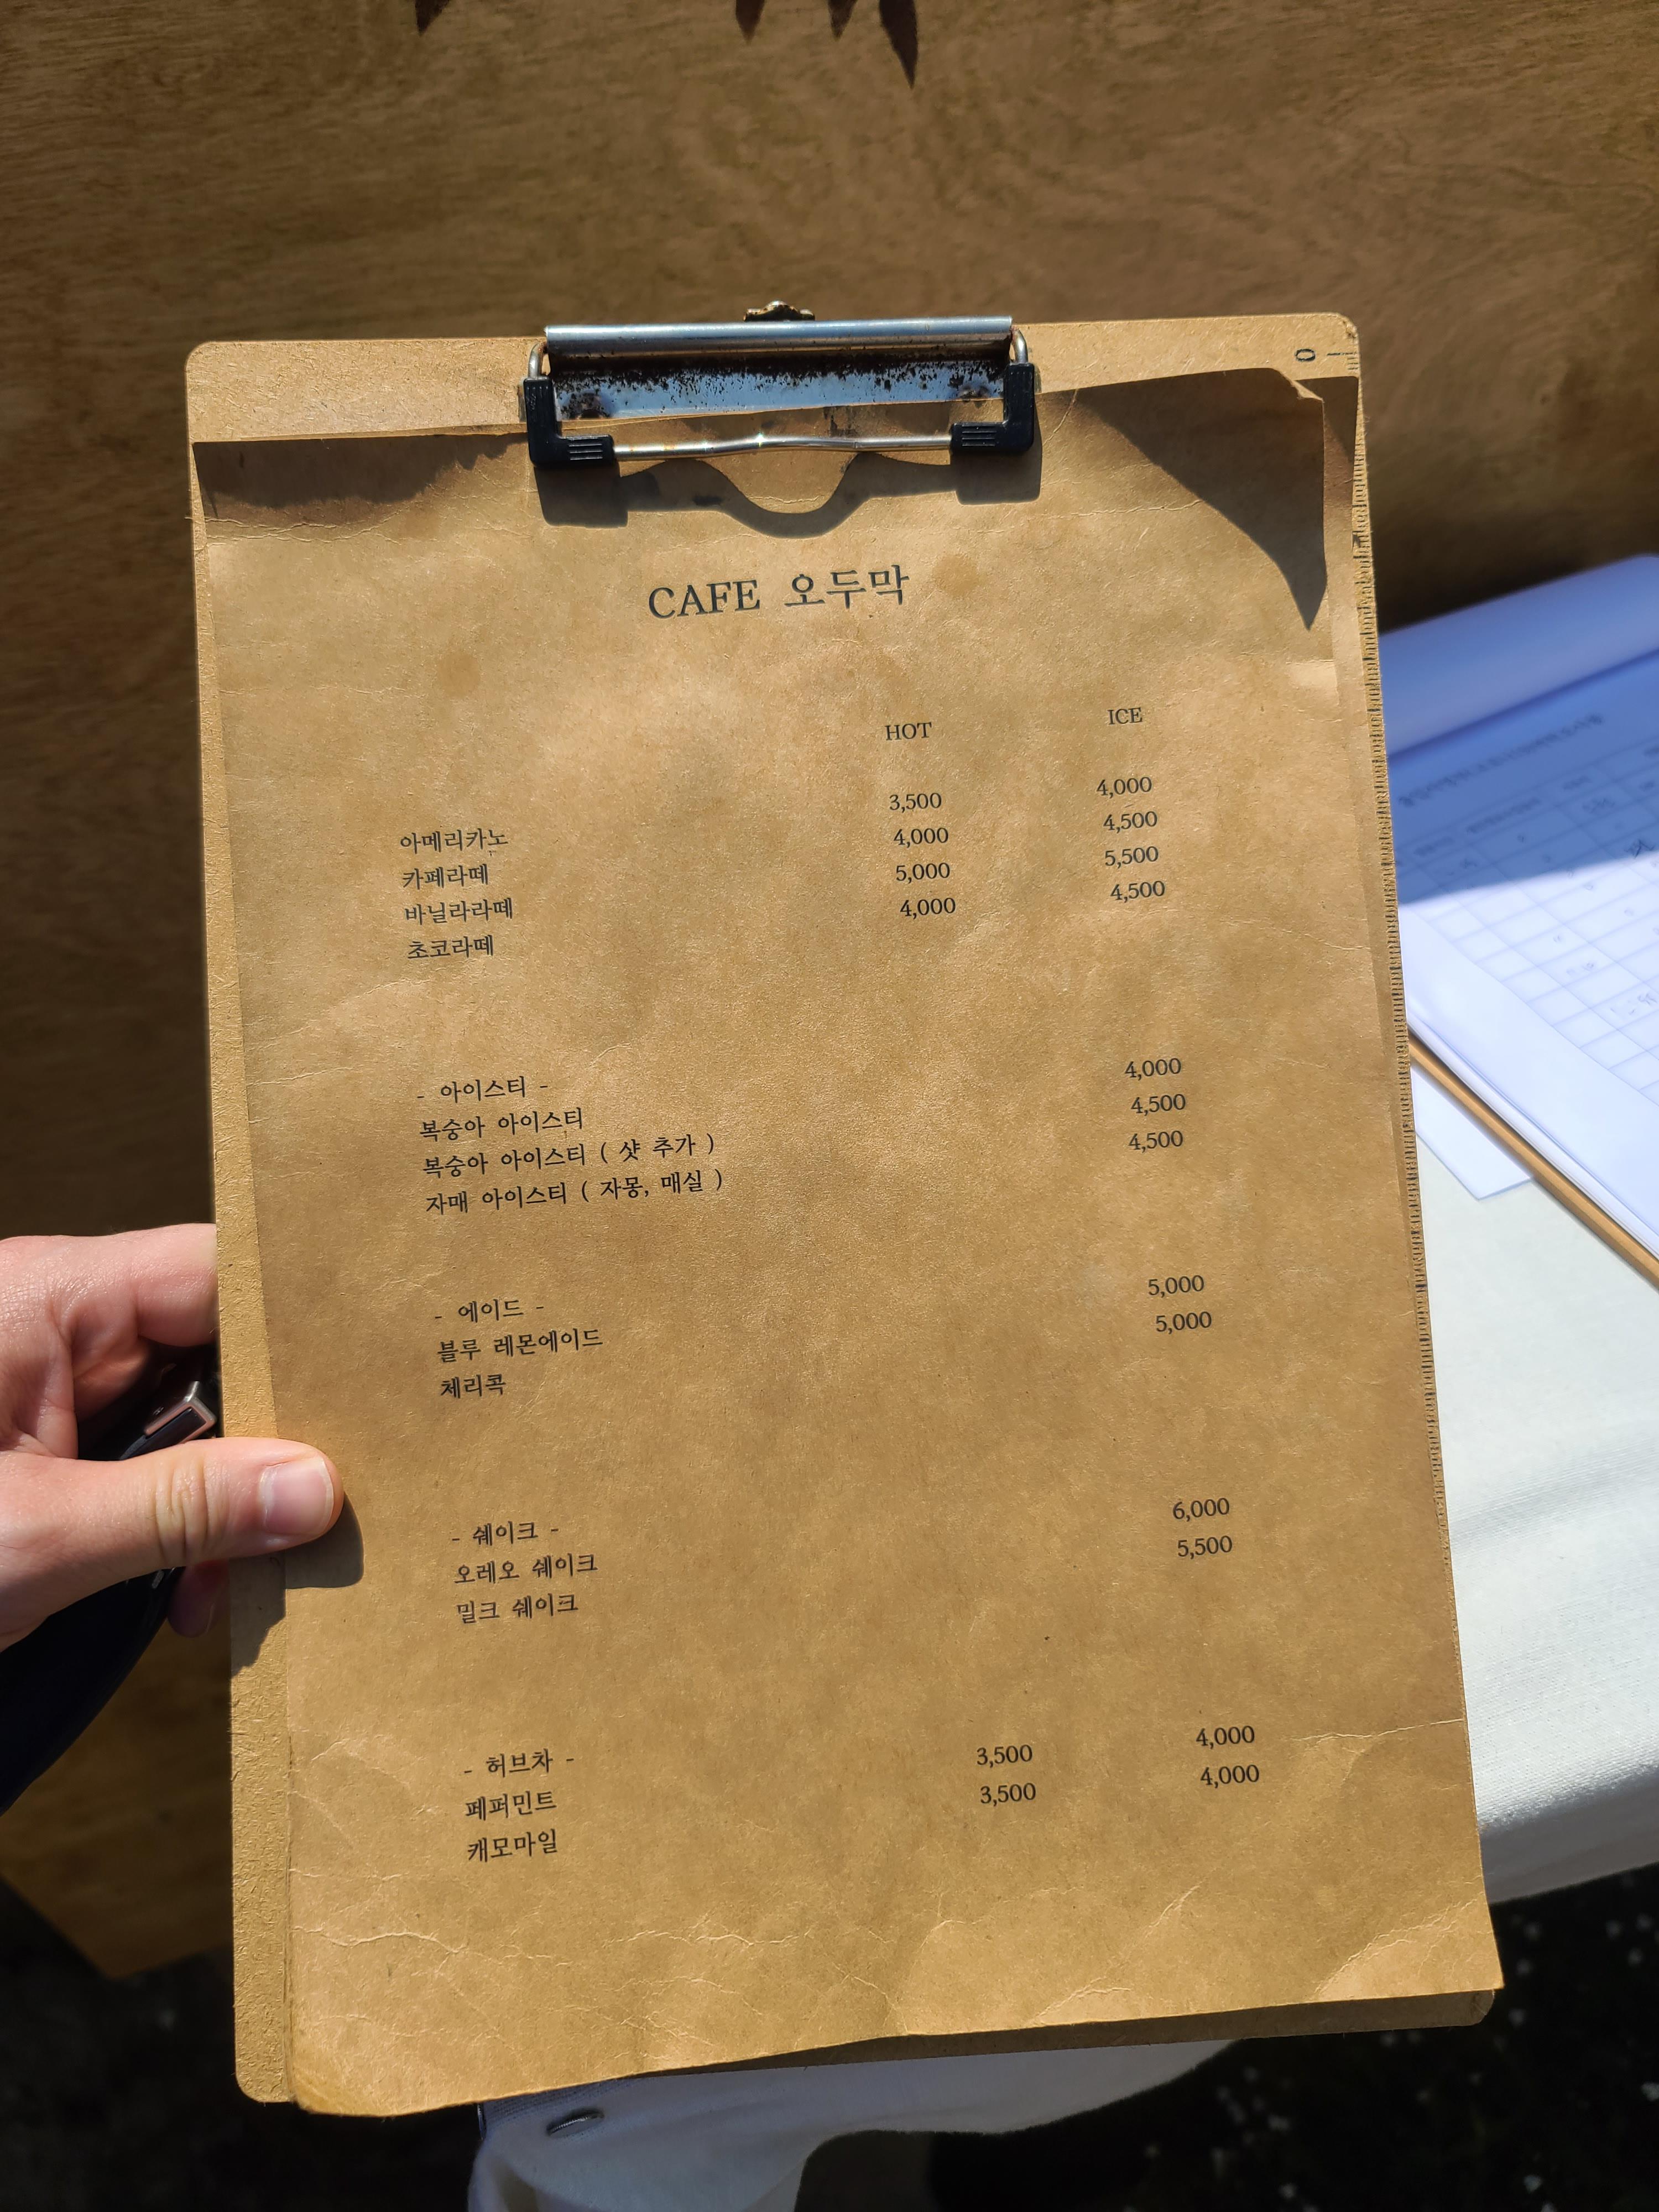 CAFE 오두막
HOT ICE
아메리카노 3,500 4,000
카페라떼 4,000 4,500
바닐라라떼 5,000 5,500
초코라떼 4,000 4,500
- 아이스티 -
복숭아 아이스티 4,000
복숭아 아이스티 ( 샷 추가 ) 4,500
자매 아이스티 ( 자몽, 매실 ) 4,500
- 에이드 -
블루 레몬에이드 5,000
체리콕 5,000
- 쉐이크 -
오레오 쉐이크 6,000
밀크 쉐이크 5,500
- 허브차 -
페퍼민트 3,500 4,000
캐모마일 3,500 4,000
0